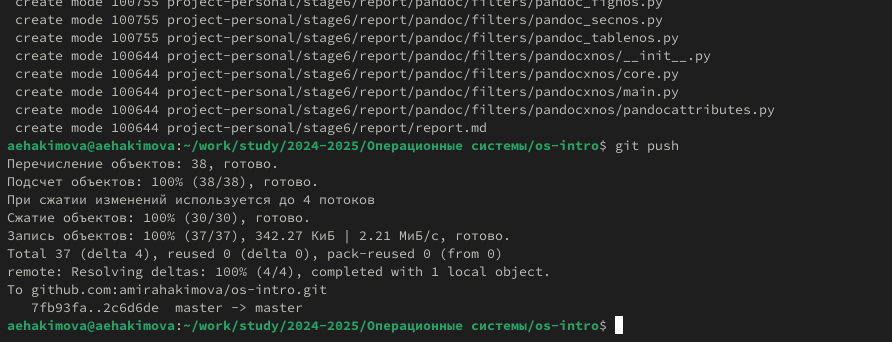 create mode 100755 project-personal/stage6/report/pandoc/filters/pandoc_fignos.py
create mode 100755 project-personal/stage6/report/pandoc/filters/pandoc_secnos.py
create mode 100755 project-personal/stage6/report/pandoc/filters/pandoc_tablenos.py
create mode 100644 project-personal/stage6/report/pandoc/filters/pandocxnos/__init__.py
create mode 100644 project-personal/stage6/report/pandoc/filters/pandocxnos/core.py
create mode 100644 project-personal/stage6/report/pandoc/filters/pandocxnos/main.py
create mode 100644 project-personal/stage6/report/pandoc/filters/pandocxnos/pandocattributes.py
create mode 100644 project-personal/stage6/report/report.md
aehakimova@aehakimova:~/work/study/2024-2025/Операционные системы/os-intro$ git push
Перечисление объектов: 38, готово.
Подсчет объектов: 100% (38/38), готово.
При сжатии изменений используется до 4 потоков
Сжатие объектов: 100% (30/30), готово.
Запись объектов: 100% (37/37), 342.27 КиБ | 2.21 МиБ/с, готово.
Total 37 (delta 4), reused 0 (delta 0), pack-reused 0 (from 0)
remote: Resolving deltas: 100% (4/4), completed with 1 local object.
To github.com:amirahakimova/os-intro.git
7fb93fa..2c6d6de  master -> master
aehakimova@aehakimova:~/work/study/2024-2025/Операционные системы/os-intro$